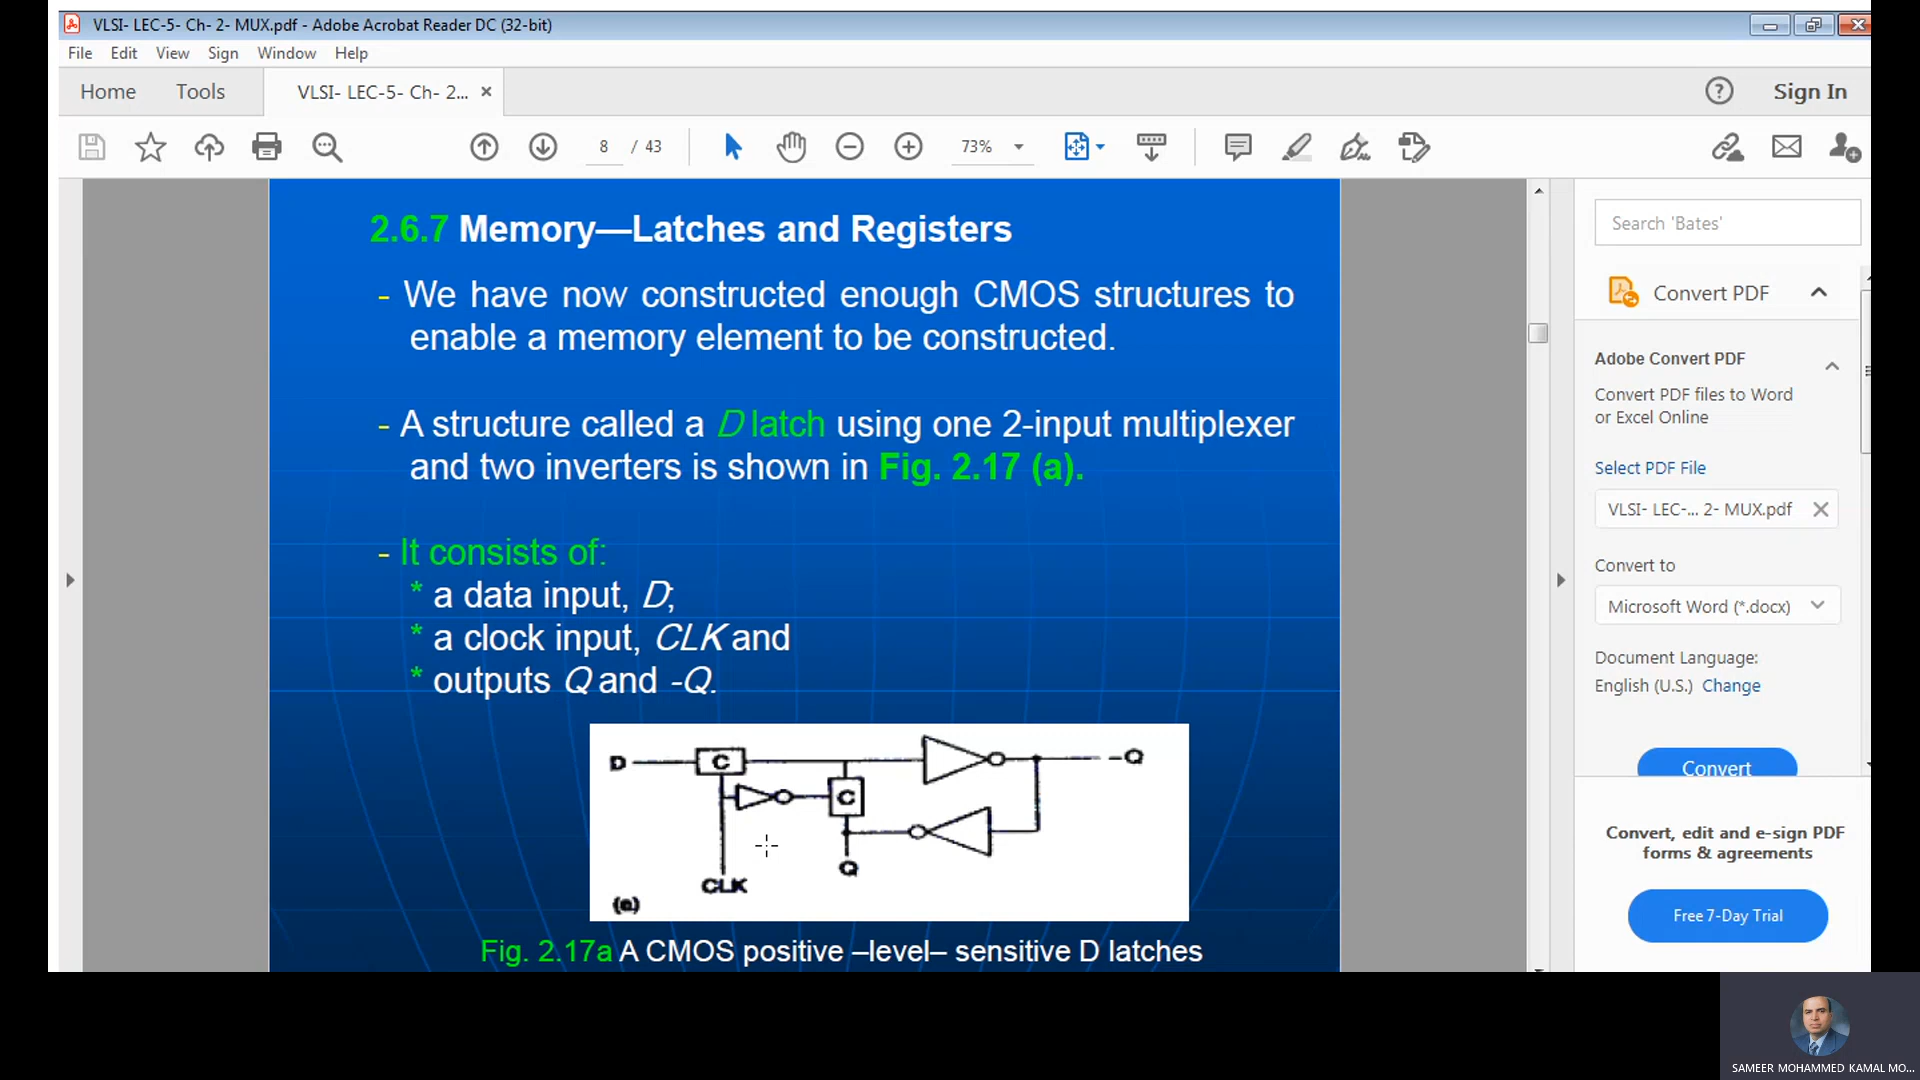 VLSI- LEC-5- Ch- 2- MUX.pdf - Adobe Acrobat Reader DC (32-bit)
File Edit View Sign Window Help
Home Tools VLSI- LEC-5- Ch- 2... × Sign In
8 / 43 73%
2.6.7 Memory—Latches and Registers
- We have now constructed enough CMOS structures to
enable a memory element to be constructed.
- A structure called a D latch using one 2-input multiplexer
and two inverters is shown in Fig. 2.17 (a).
- It consists of:
* a data input, D;
* a clock input, CLK and
* outputs Q and -Q.
D C -Q
C
Q
CLK
(a)
Fig. 2.17a A CMOS positive –level– sensitive D latches
Search 'Bates'
Convert PDF
Adobe Convert PDF
Convert PDF files to Word
or Excel Online
Select PDF File
VLSI- LEC-... 2- MUX.pdf
Convert to
Microsoft Word (*.docx)
Document Language:
English (U.S.) Change
Convert
Convert, edit and e-sign PDF
forms & agreements
Free 7-Day Trial
SAMEER MOHAMMED KAMAL MO...